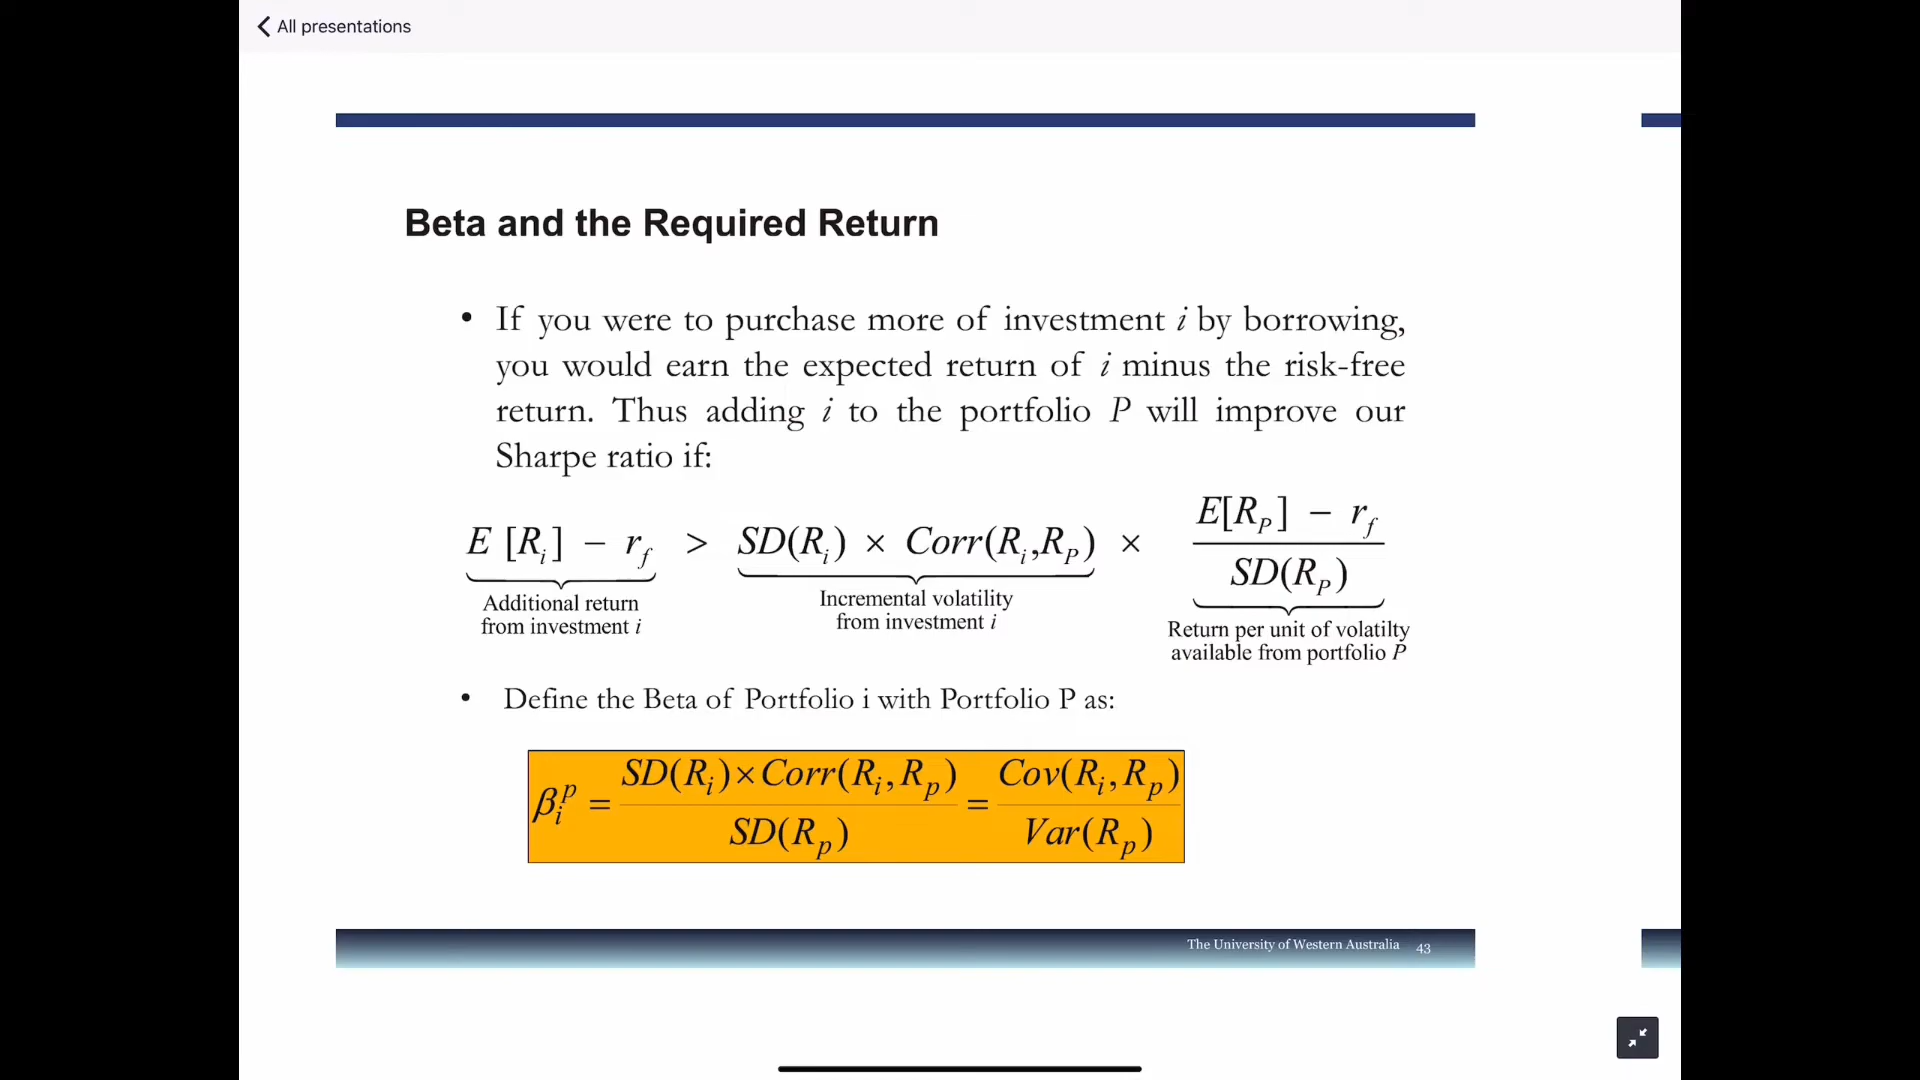 All presentations
Beta and the Required Return
• If you were to purchase more of investment i by borrowing,
you would earn the expected return of i minus the risk-free
return. Thus adding i to the portfolio P will improve our
Sharpe ratio if:
E [R_i] − r_f > SD(R_i) × Corr(R_i,R_P) × (E[R_P] − r_f) / SD(R_P)
Additional return
from investment i
Incremental volatility
from investment i
Return per unit of volatilty
available from portfolio P
• Define the Beta of Portfolio i with Portfolio P as:
β_i^p = SD(R_i)×Corr(R_i,R_p) / SD(R_p) = Cov(R_i,R_p) / Var(R_p)
The University of Western Australia 43